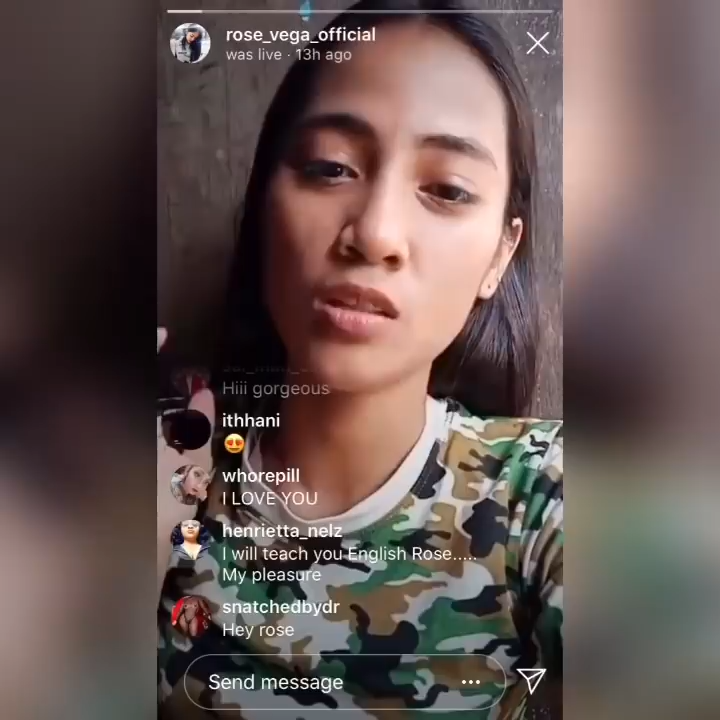 rose_vega_official
was live · 13h ago
Hiii gorgeous
ithhani
😍
whorepill
I LOVE YOU
henrietta_nelz
I will teach you English Rose.....
My pleasure
snatchedbydr
Hey rose
Send message